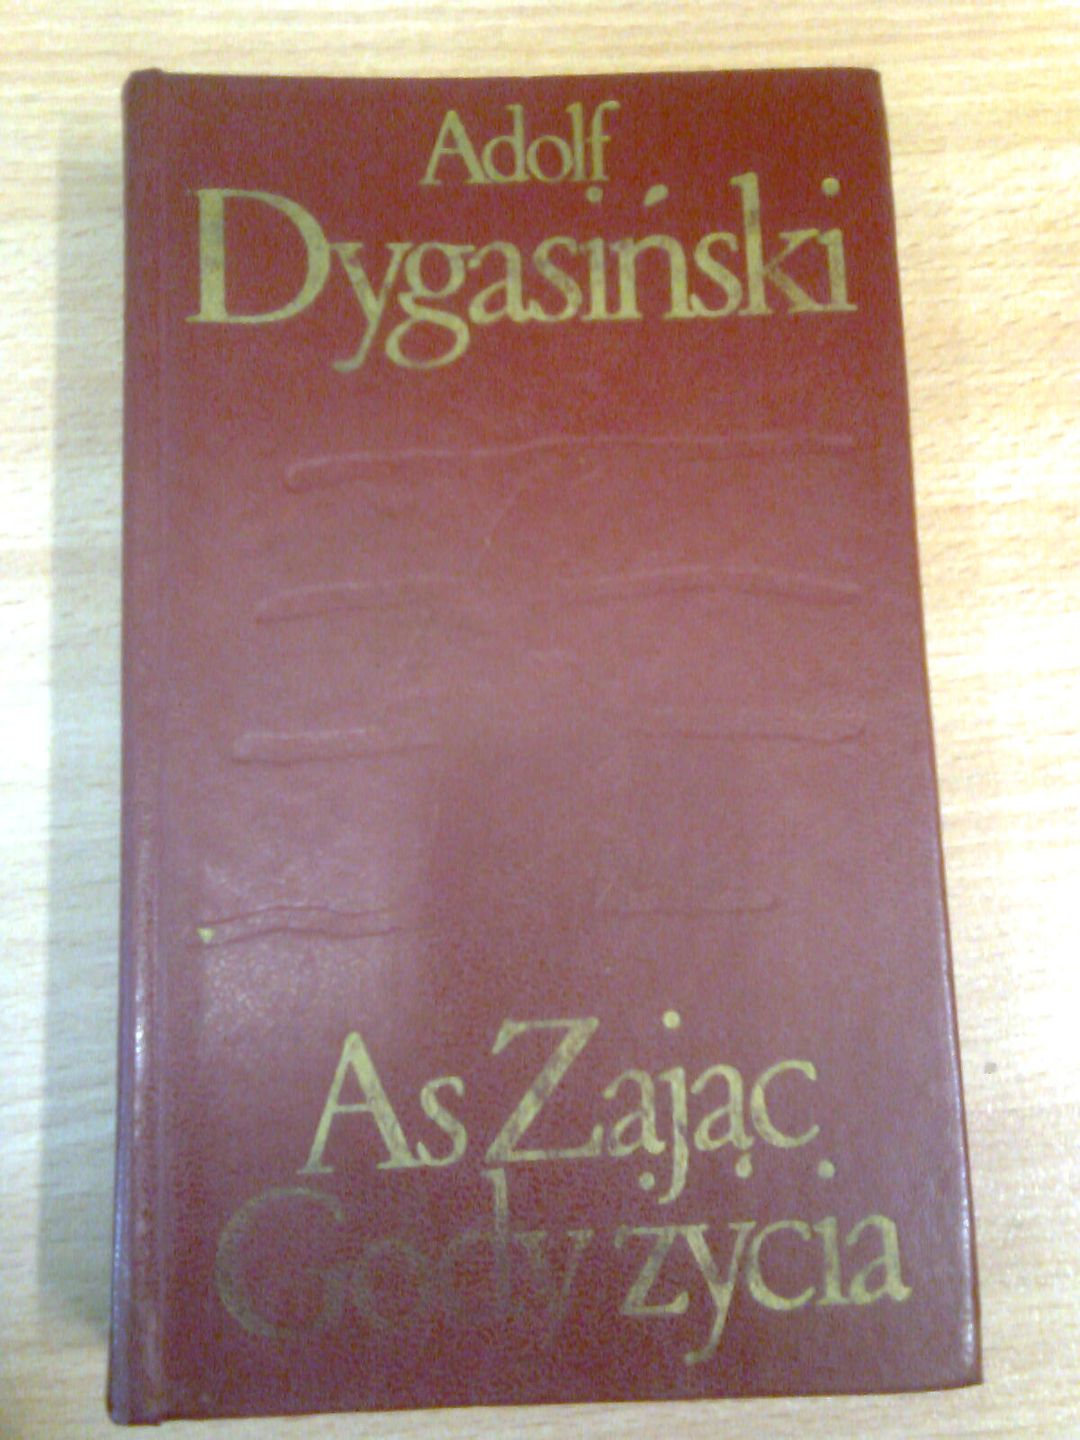 Adolf
Dygasiński
As Zając
Gody życia